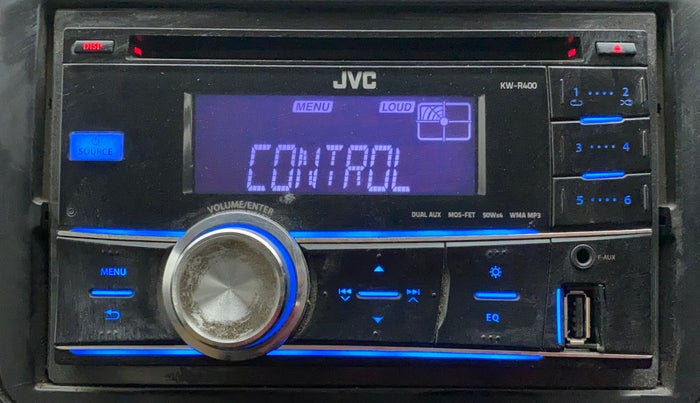 DISP
JVC
KW-R400
MENU LOUD
CONTROL
SOURCE
1 2
3 4
5 6
VOLUME/ENTER
DUAL AUX MOS-FET 50Wx4 WMA MP3
MENU
F-AUX
EQ